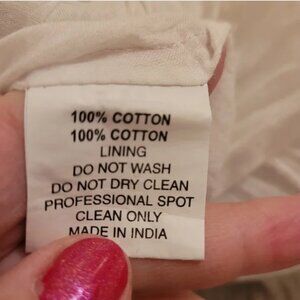 100% COTTON
100% COTTON
LINING
DO NOT WASH
DO NOT DRY CLEAN
PROFESSIONAL SPOT
CLEAN ONLY
MADE IN INDIA